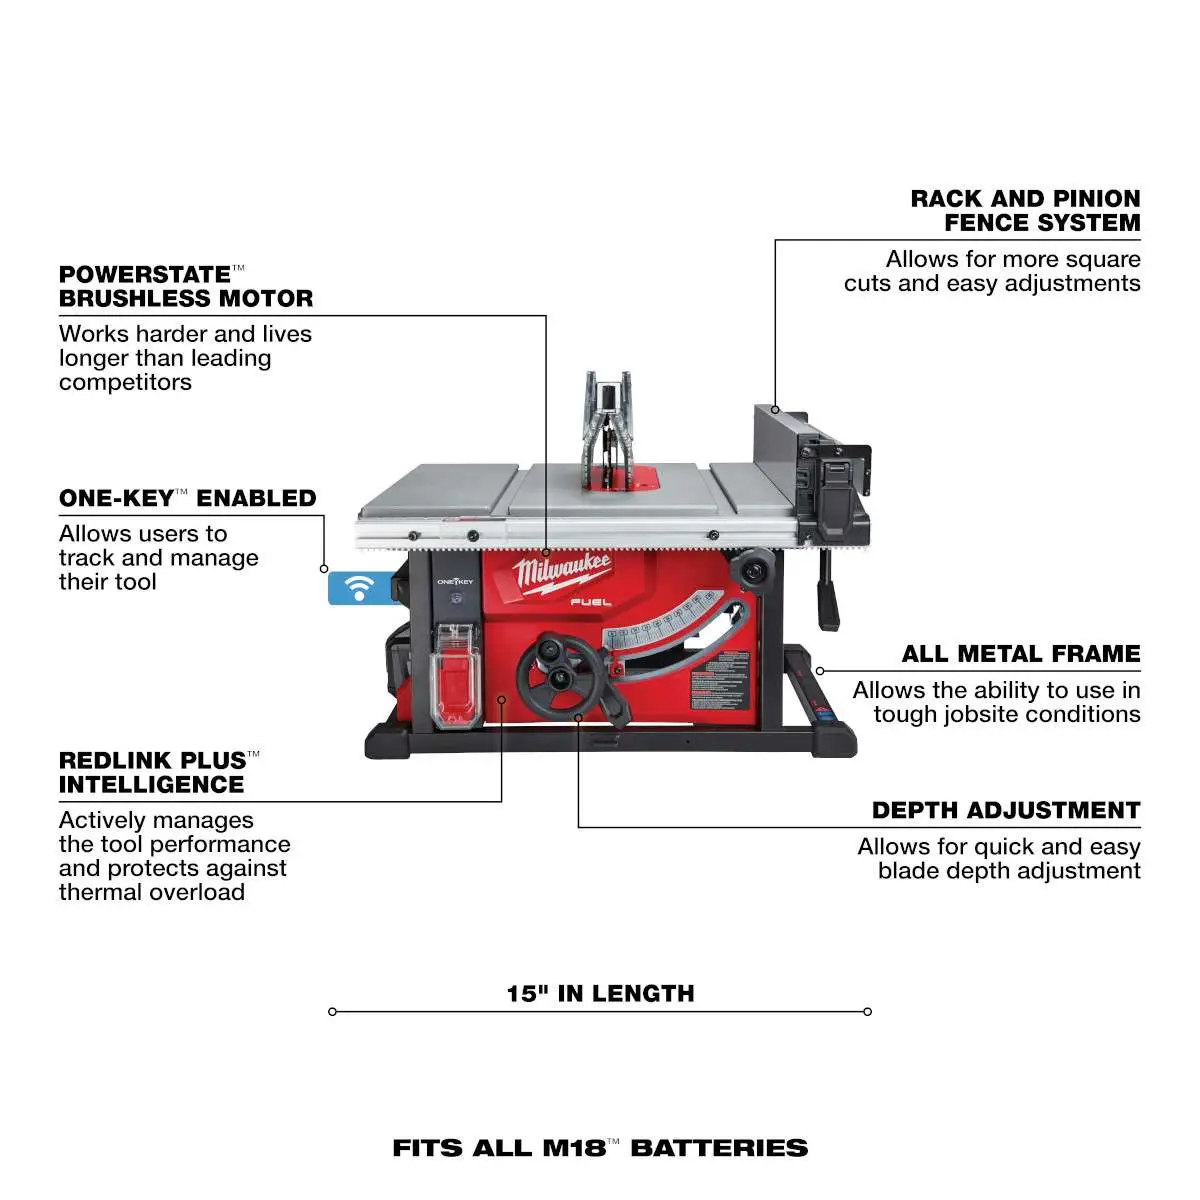 RACK AND PINION
FENCE SYSTEM
Allows for more square
cuts and easy adjustments
POWERSTATE™
BRUSHLESS MOTOR
Works harder and lives
longer than leading
competitors
ONE-KEY™ ENABLED
Allows users to
track and manage
their tool
ONE KEY
Milwaukee
FUEL
ALL METAL FRAME
Allows the ability to use in
tough jobsite conditions
REDLINK PLUS™
INTELLIGENCE
Actively manages
the tool performance
and protects against
thermal overload
DEPTH ADJUSTMENT
Allows for quick and easy
blade depth adjustment
15" IN LENGTH
FITS ALL M18™ BATTERIES